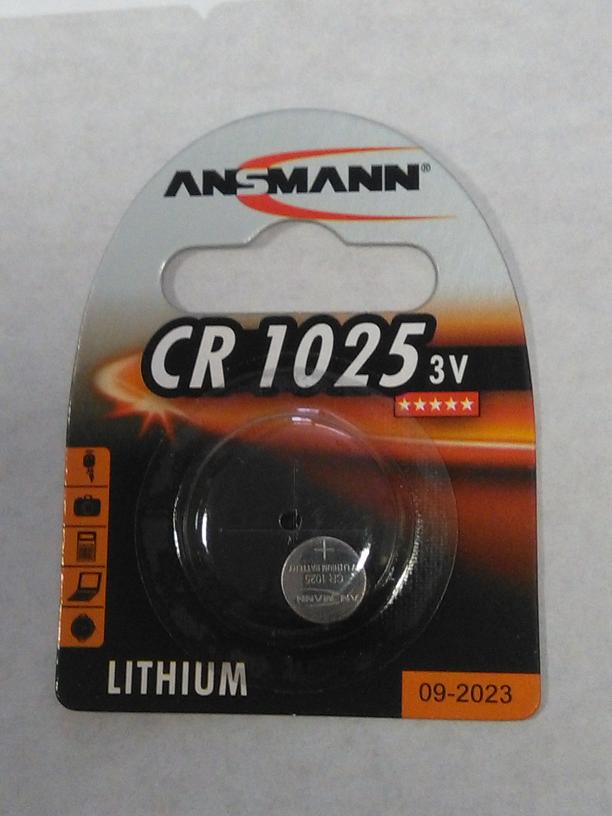 ANSMANN®
CR 1025 3V
+
LITHIUM BATTERY
CR 1025
ANSMANN
LITHIUM
09-2023